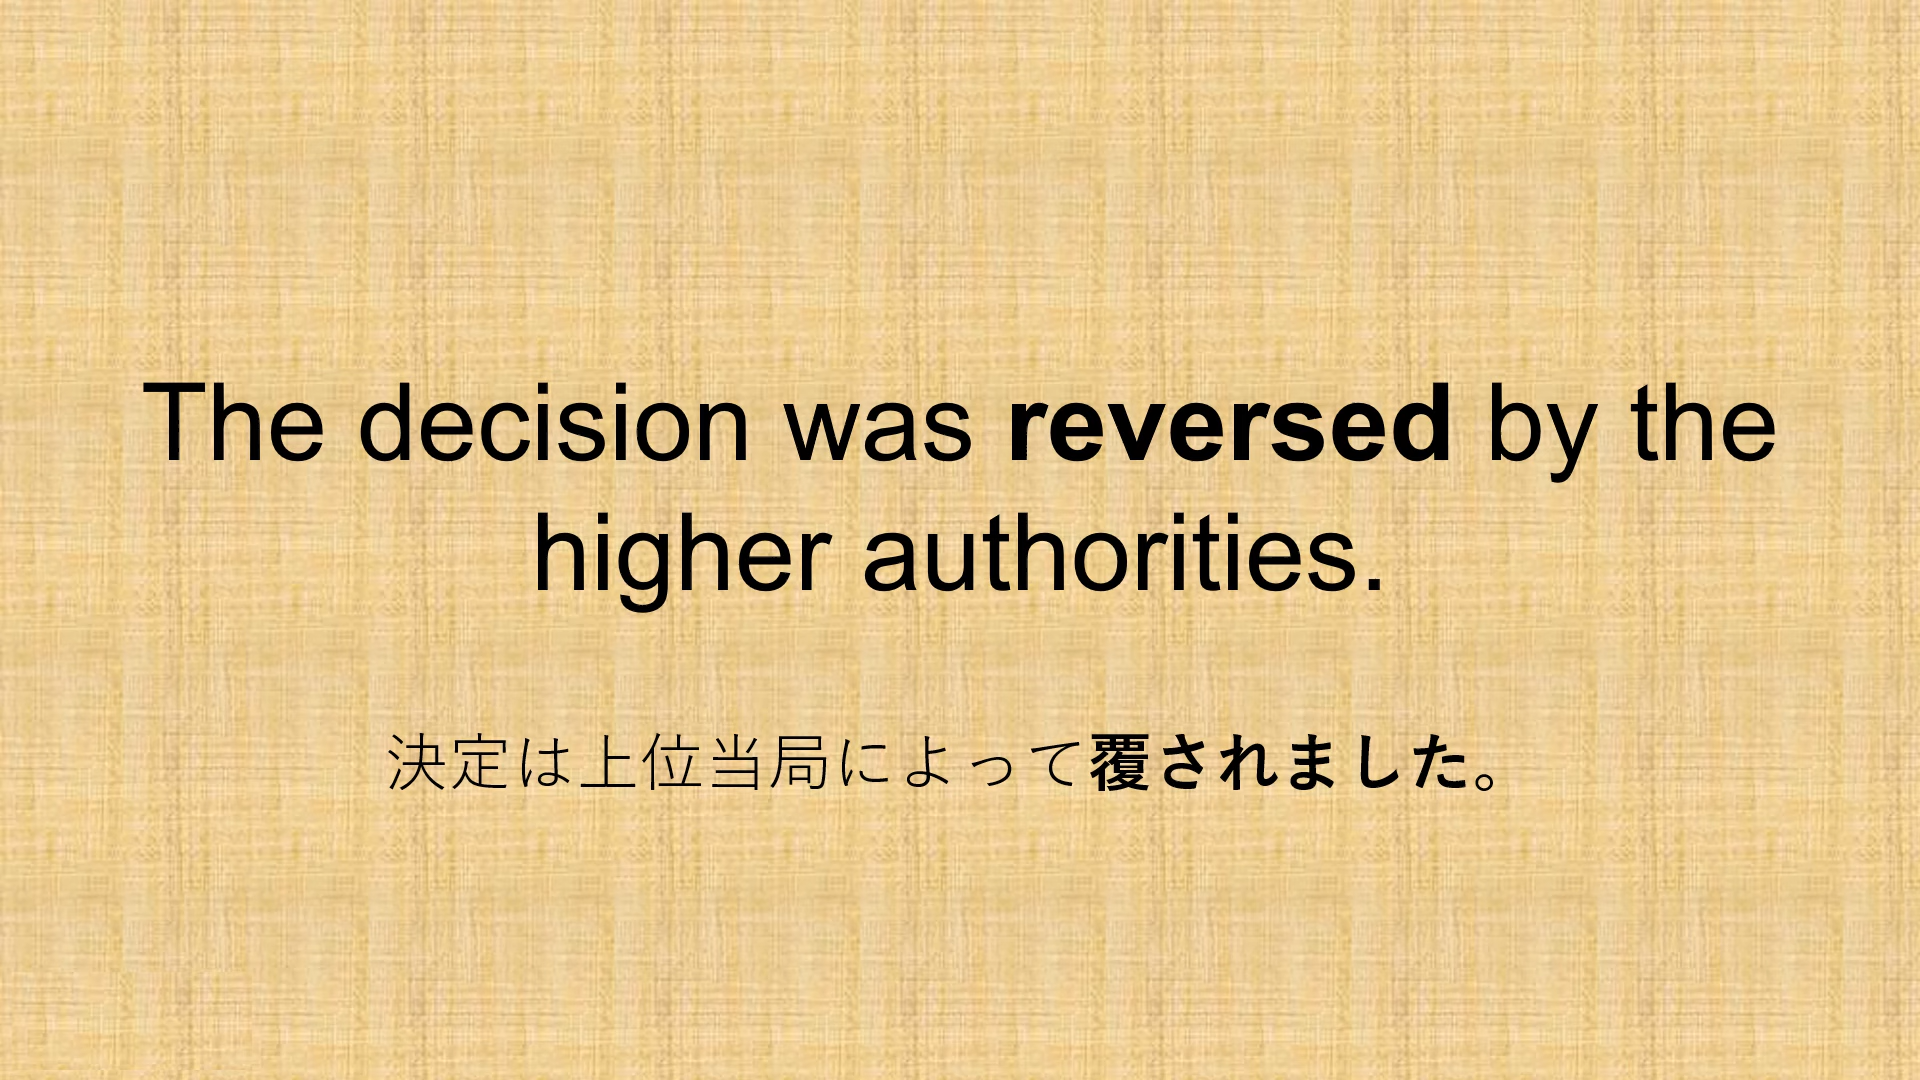 The decision was reversed by the
higher authorities.
決定は上位当局によって覆されました。